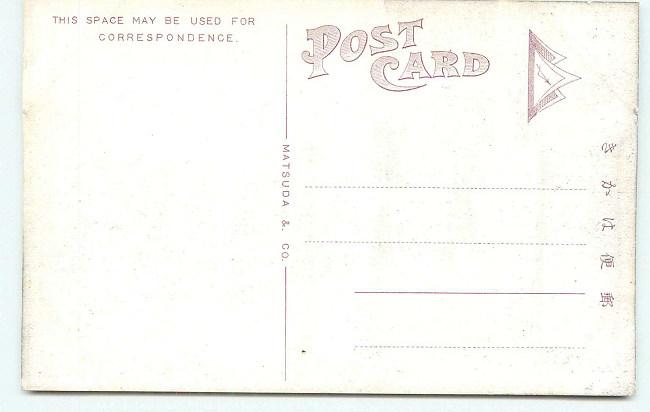 THIS SPACE MAY BE USED FOR
CORRESPONDENCE.
POST
CARD
MATSUDA &. CO.
郵便はかき